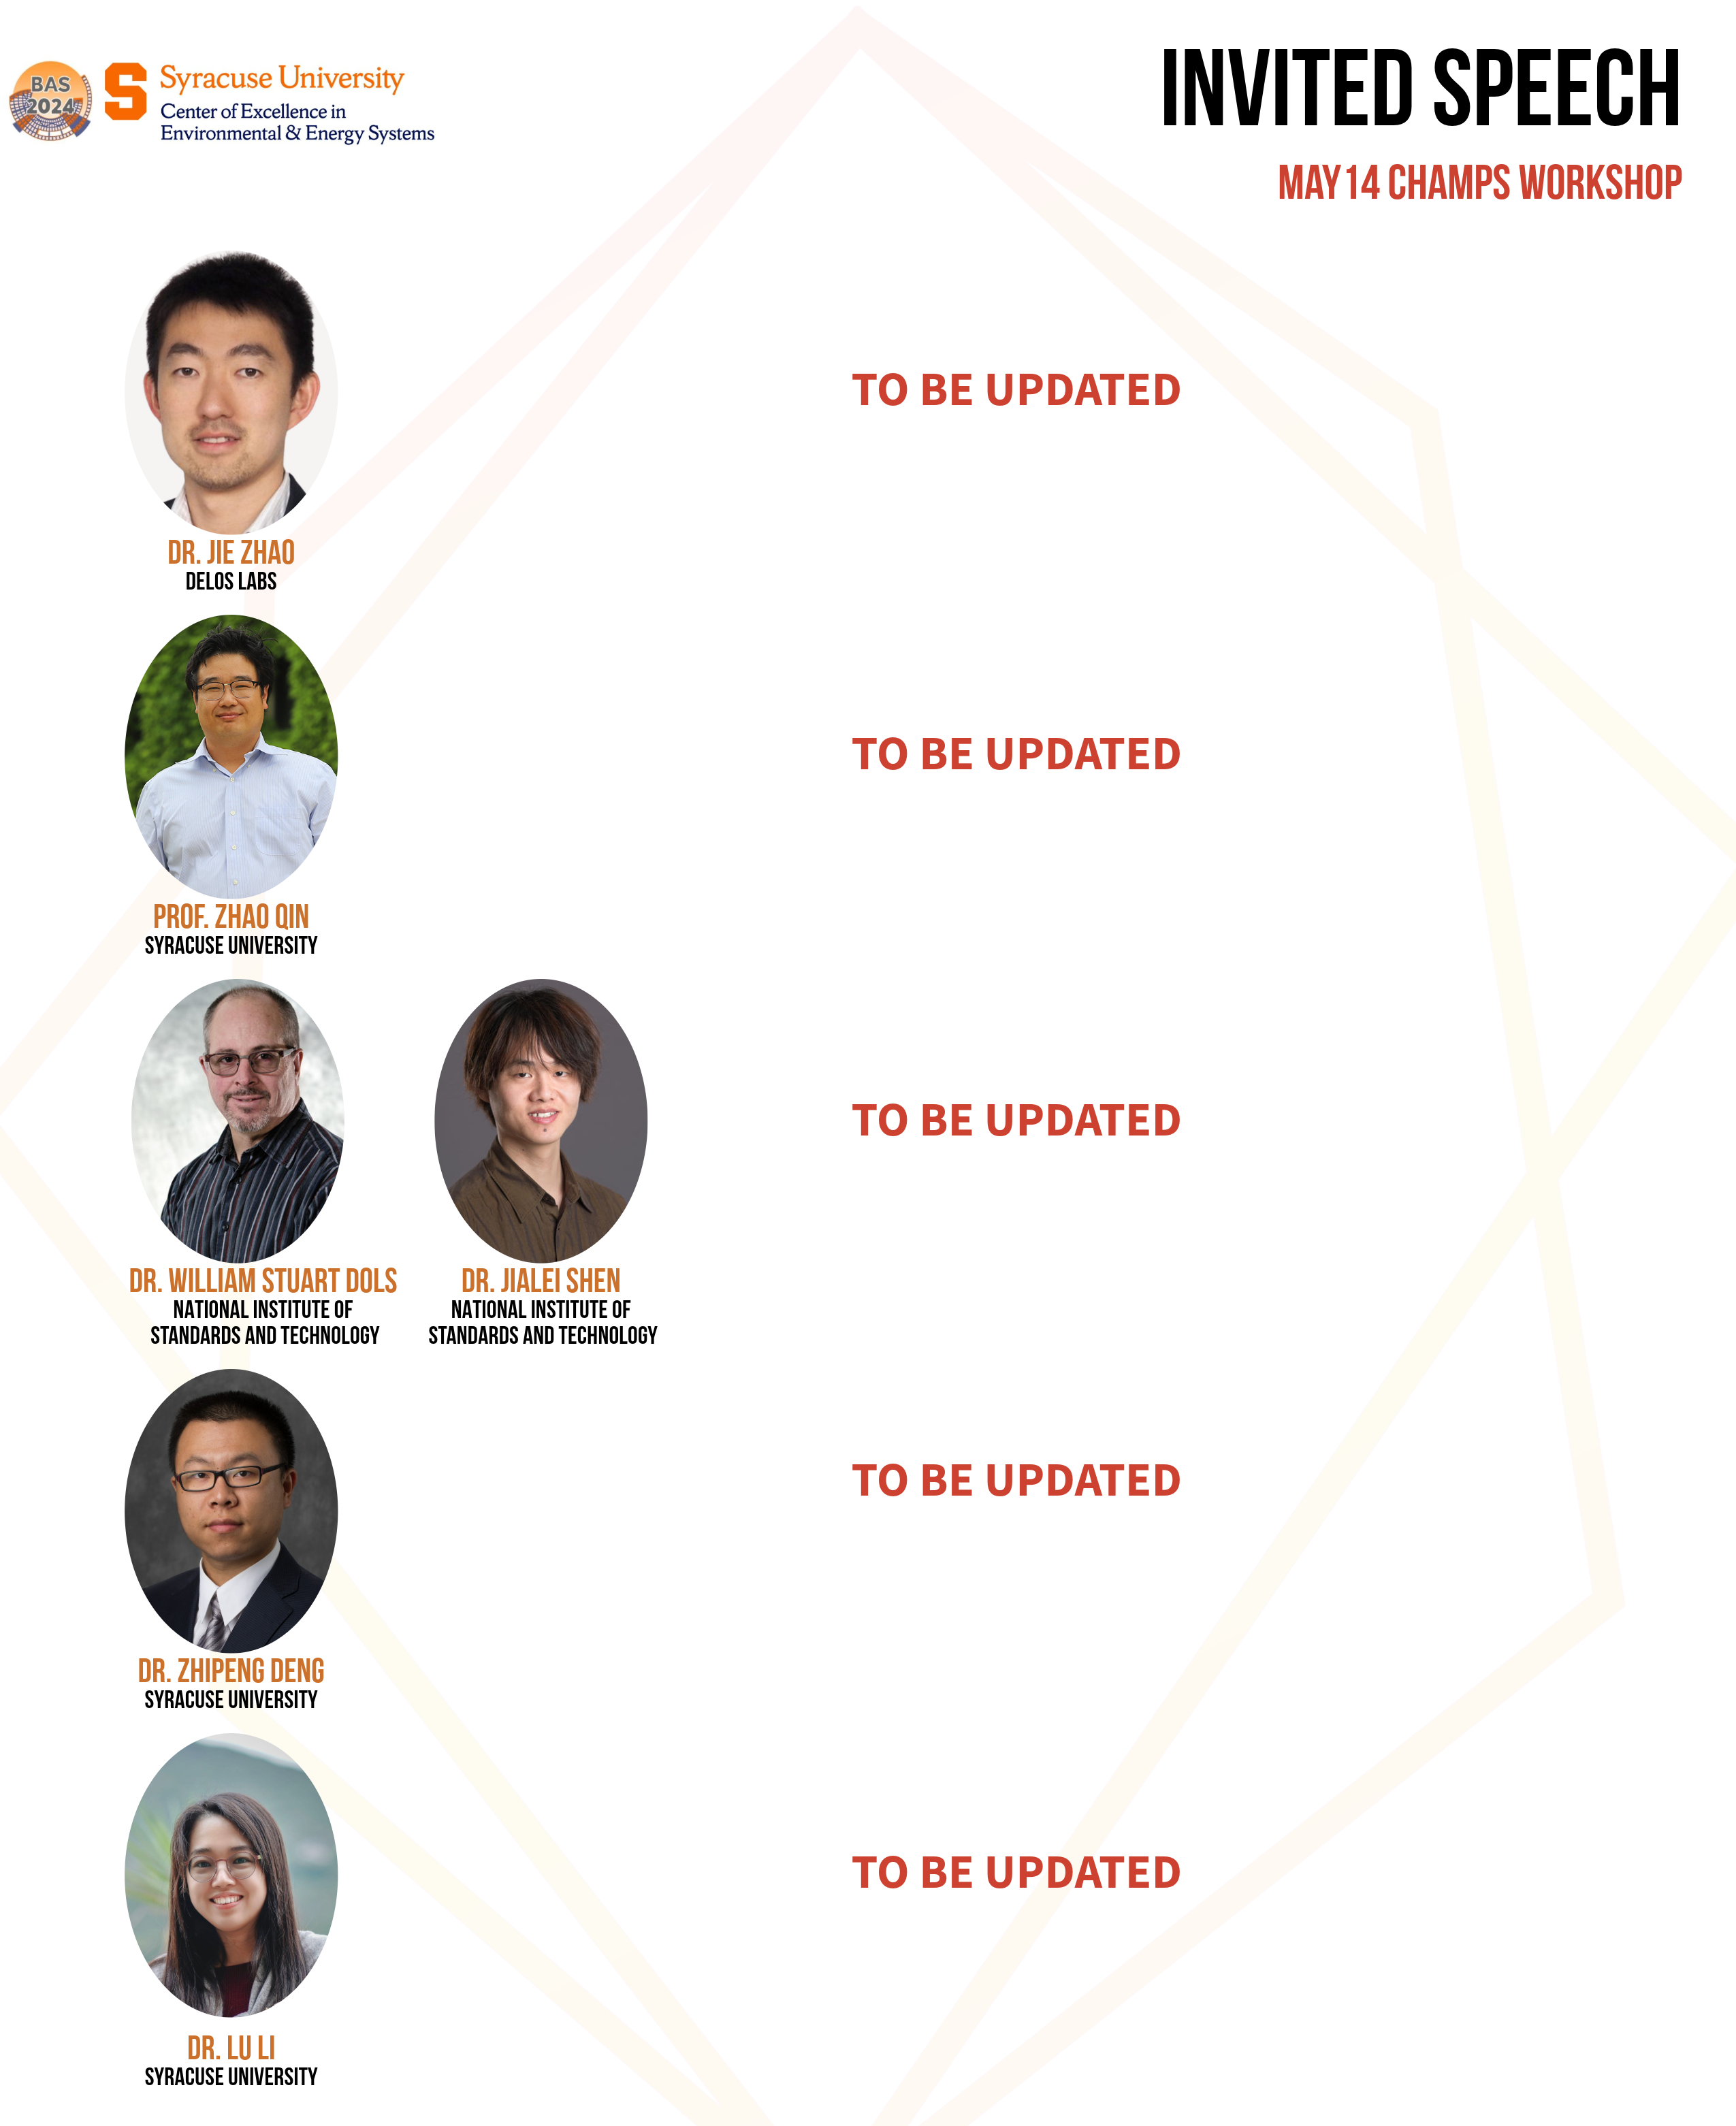 BAS
2024
S
Syracuse University
Center of Excellence in
Environmental & Energy Systems
INVITED SPEECH
MAY14 CHAMPS WORKSHOP
TO BE UPDATED
DR. JIE ZHAO
DELOS LABS
TO BE UPDATED
PROF. ZHAO QIN
SYRACUSE UNIVERSITY
TO BE UPDATED
DR. WILLIAM STUART DOLS
NATIONAL INSTITUTE OF
STANDARDS AND TECHNOLOGY
DR. JIALEI SHEN
NATIONAL INSTITUTE OF
STANDARDS AND TECHNOLOGY
TO BE UPDATED
DR. ZHIPENG DENG
SYRACUSE UNIVERSITY
TO BE UPDATED
DR. LU LI
SYRACUSE UNIVERSITY